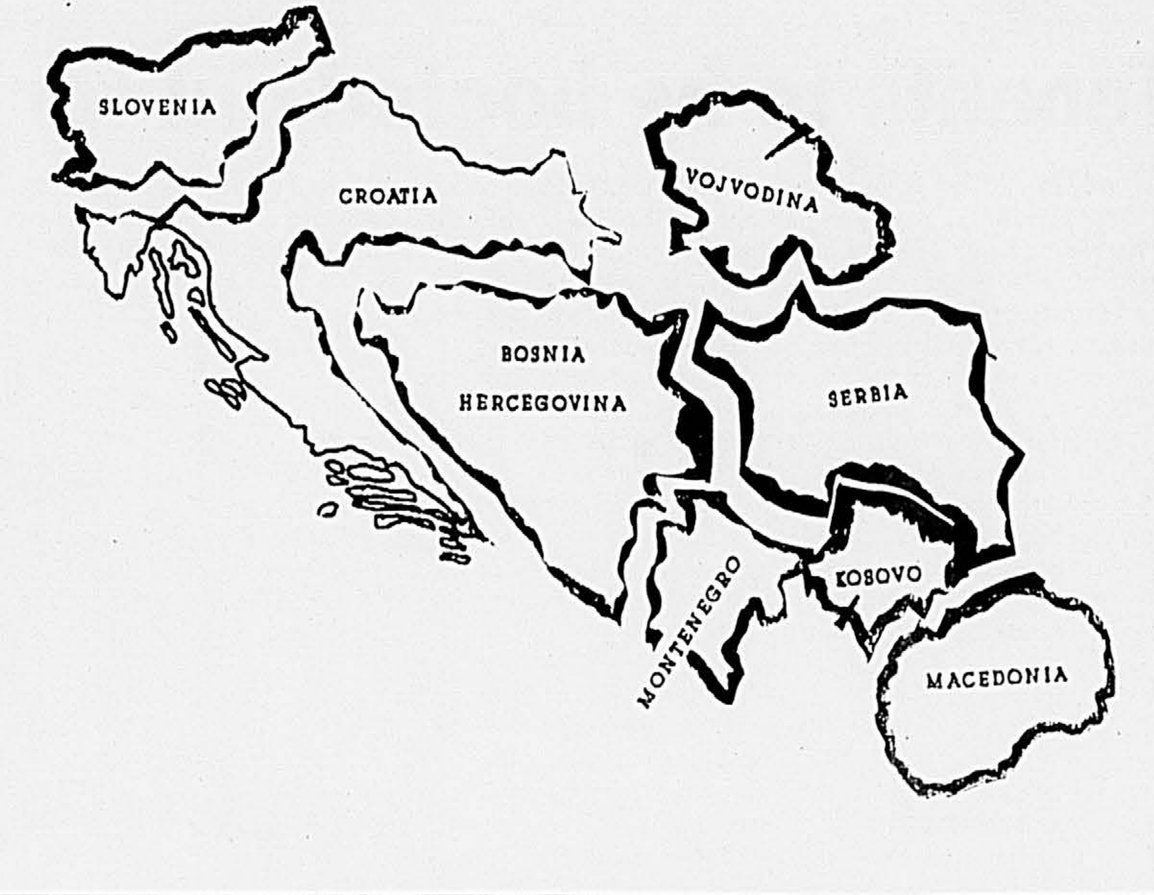 SLOVENIA
CROATIA
VOJVODINA
BOSNIA
HERCEGOVINA
SERBIA
MONTENEGRO
KOSOVO
MACEDONIA